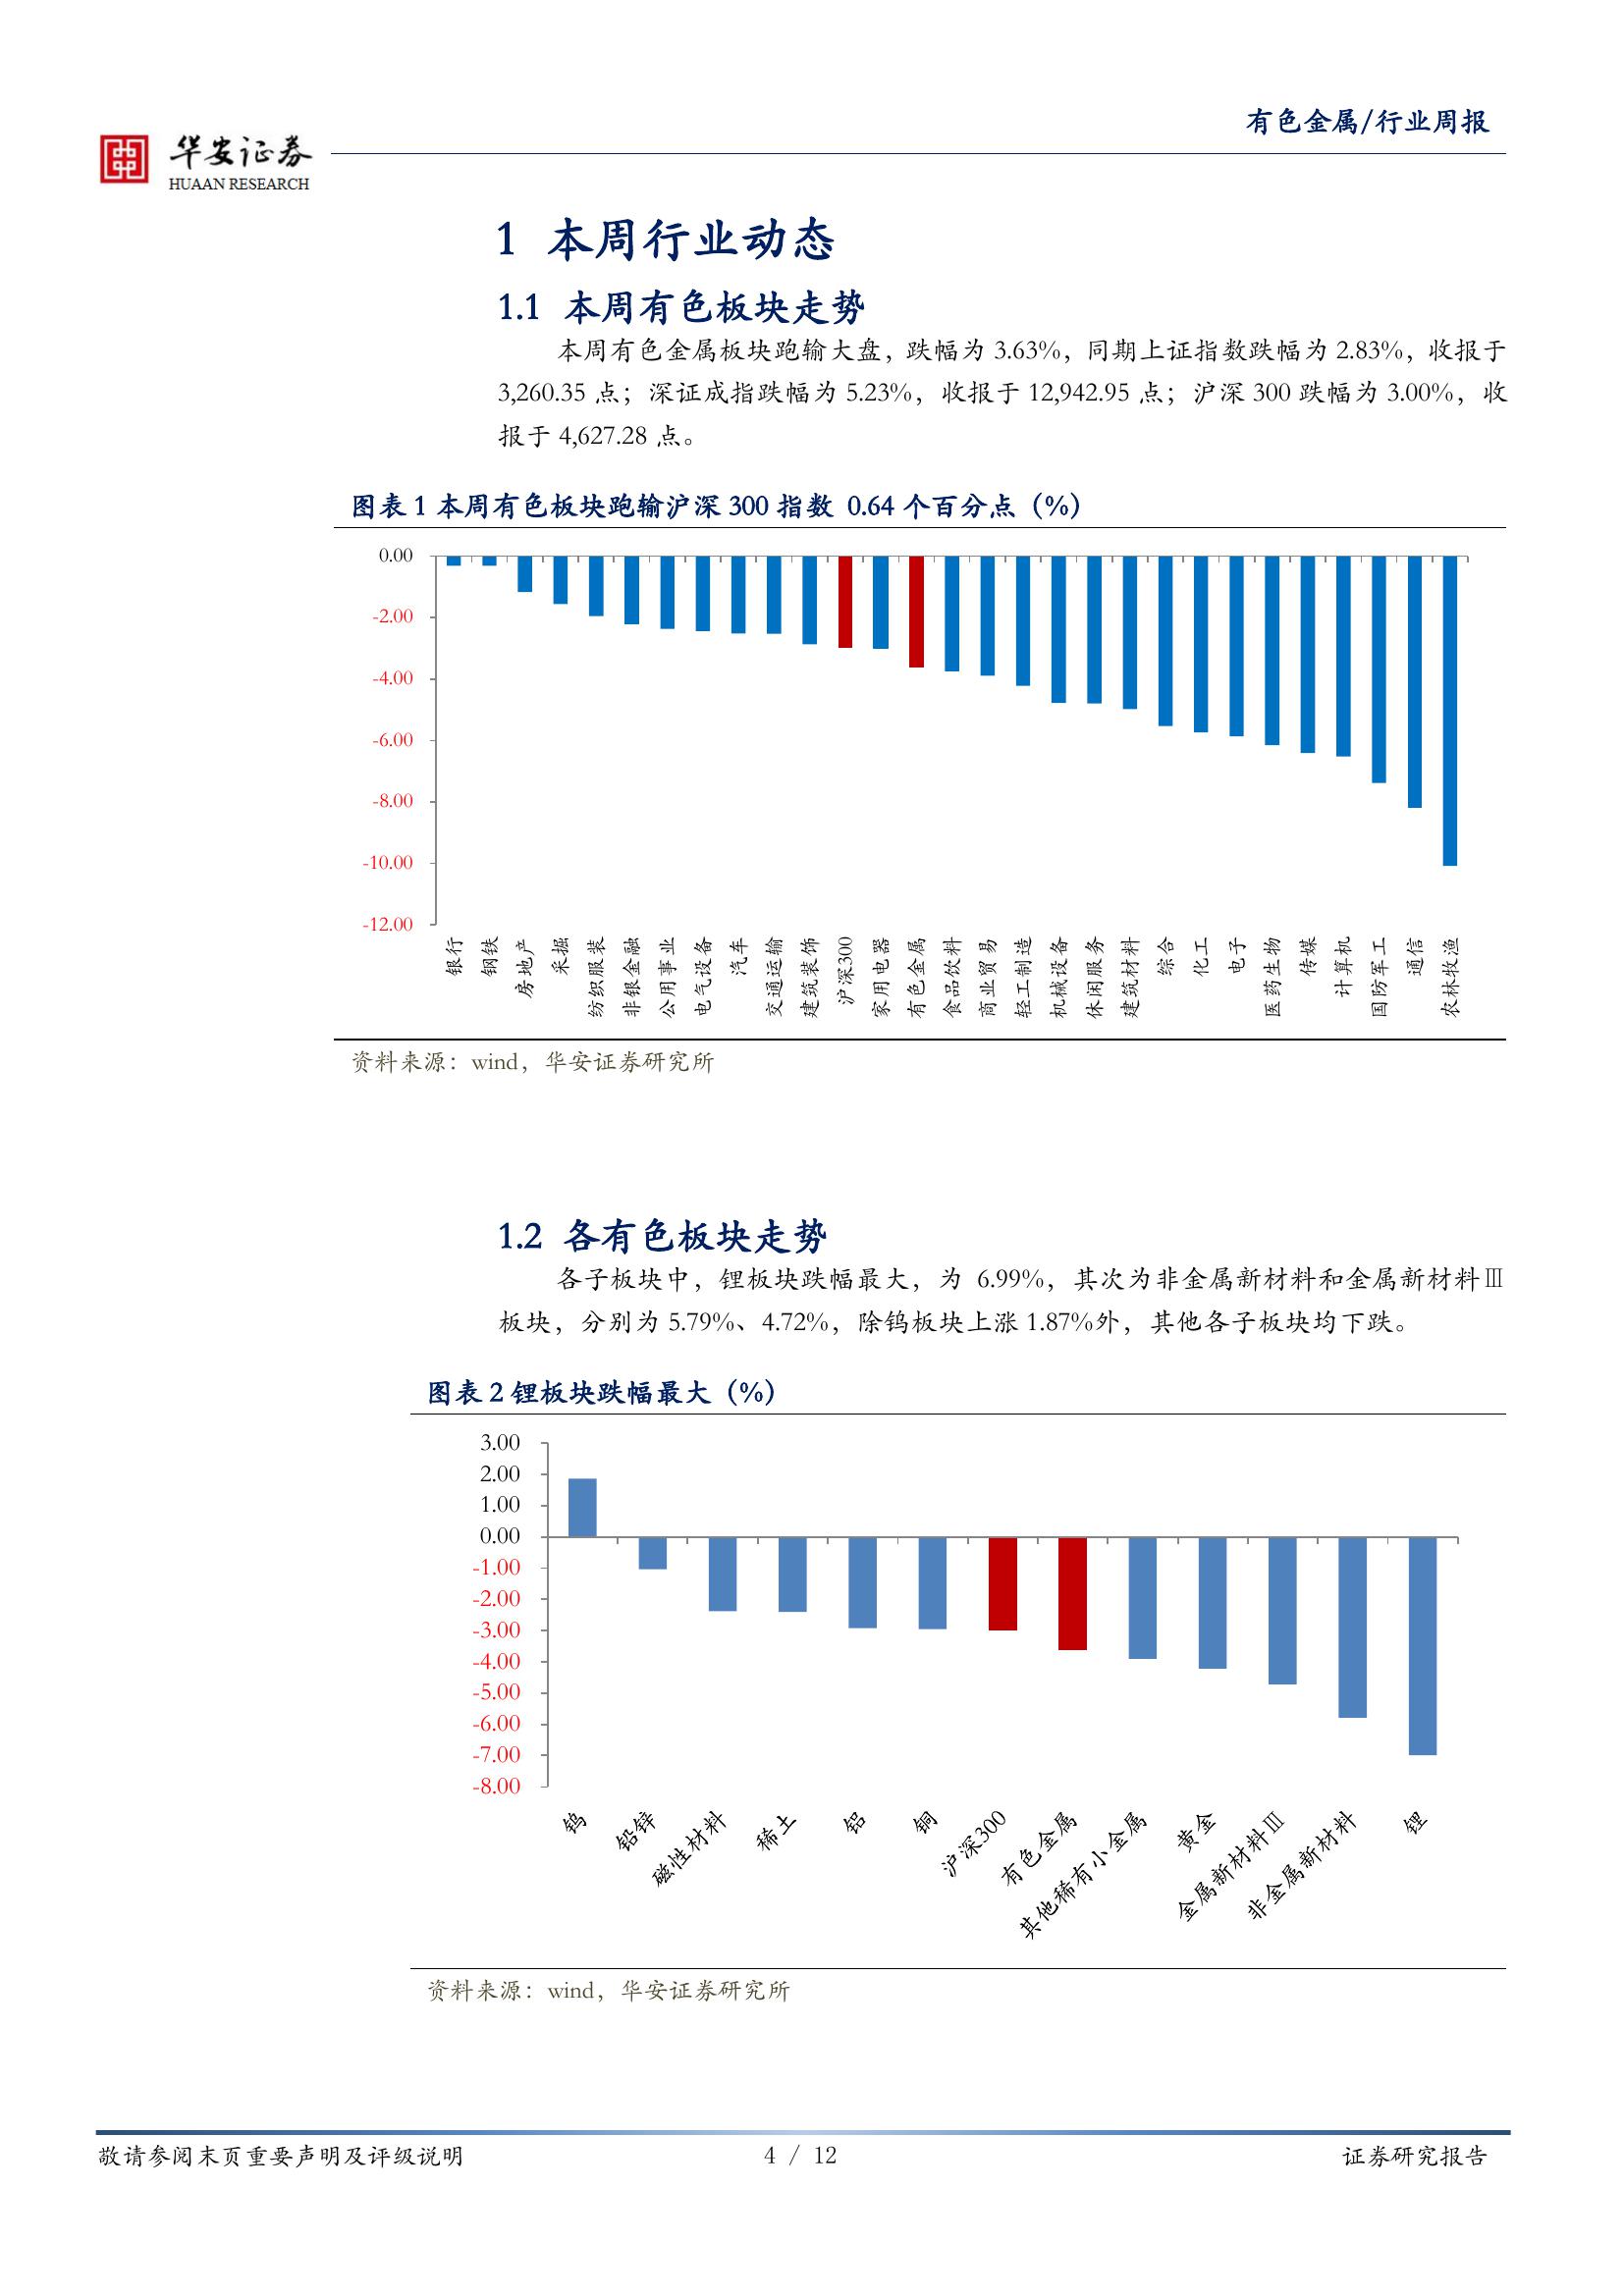 有色金属/行业周报
华安证券
HUAAN RESEARCH
1 本周行业动态
1.1 本周有色板块走势
本周有色金属板块跑输大盘，跌幅为 3.63%，同期上证指数跌幅为 2.83%，收报于
3,260.35 点；深证成指跌幅为 5.23%，收报于 12,942.95 点；沪深 300 跌幅为 3.00%，收
报于 4,627.28 点。
图表 1 本周有色板块跑输沪深 300 指数 0.64 个百分点（%）
0.00
-2.00
-4.00
-6.00
-8.00
-10.00
-12.00
银行
钢铁
房地产
采掘
纺织服装
非银金融
公用事业
电气设备
汽车
交通运输
建筑装饰
沪深300
家用电器
有色金属
食品饮料
商业贸易
轻工制造
机械设备
休闲服务
建筑材料
综合
化工
电子
医药生物
传媒
计算机
国防军工
通信
农林牧渔
资料来源：wind，华安证券研究所
1.2 各有色板块走势
各子板块中，锂板块跌幅最大，为 6.99%，其次为非金属新材料和金属新材料Ⅲ
板块，分别为 5.79%、4.72%，除钨板块上涨 1.87%外，其他各子板块均下跌。
图表 2 锂板块跌幅最大（%）
3.00
2.00
1.00
0.00
-1.00
-2.00
-3.00
-4.00
-5.00
-6.00
-7.00
-8.00
钨
铅锌
磁性材料
稀土
铝
铜
沪深300
有色金属
其他稀有小金属
黄金
金属新材料Ⅲ
非金属新材料
锂
资料来源：wind，华安证券研究所
敬请参阅末页重要声明及评级说明
4 / 12
证券研究报告